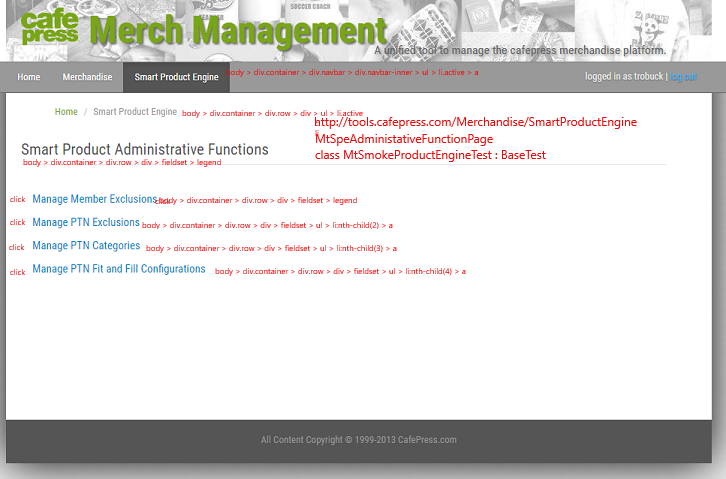 cafe press Merch Management
SOCCER COACH
A unified tool to manage the cafepress merchandise platform.
Home Merchandise Smart Product Engine body > div.container > div.navbar > div.navbar-inner > ul > li.active > a logged in as trobuck | log out
Home / Smart Product Engine body > div.container > div.row > div > ul > li.active
http://tools.cafepress.com/Merchandise/SmartProductEngine
MtSpeAdministativeFunctionPage
Smart Product Administrative Functions
class MtSmokeProductEngineTest : BaseTest
body > div.container > div.row > div > fieldset > legend
click Manage Member Exclusions click body > div.container > div.row > div > fieldset > legend
click Manage PTN Exclusions body > div.container > div.row > div > fieldset > ul > li:nth-child(2) > a
click Manage PTN Categories body > div.container > div.row > div > fieldset > ul > li:nth-child(3) > a
click Manage PTN Fit and Fill Configurations body > div.container > div.row > div > fieldset > ul > li:nth-child(4) > a
All Content Copyright © 1999-2013 CafePress.com